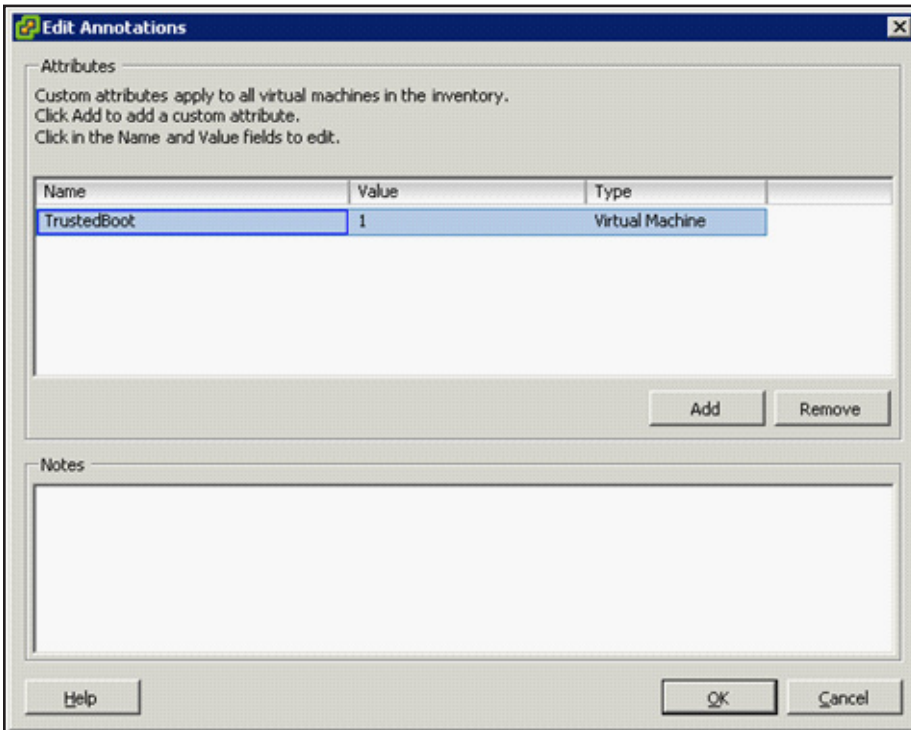 Edit Annotations
Attributes
Custom attributes apply to all virtual machines in the inventory.
Click Add to add a custom attribute.
Click in the Name and Value fields to edit.
Name Value Type
TrustedBoot 1 Virtual Machine
Add Remove
Notes
Help OK Cancel